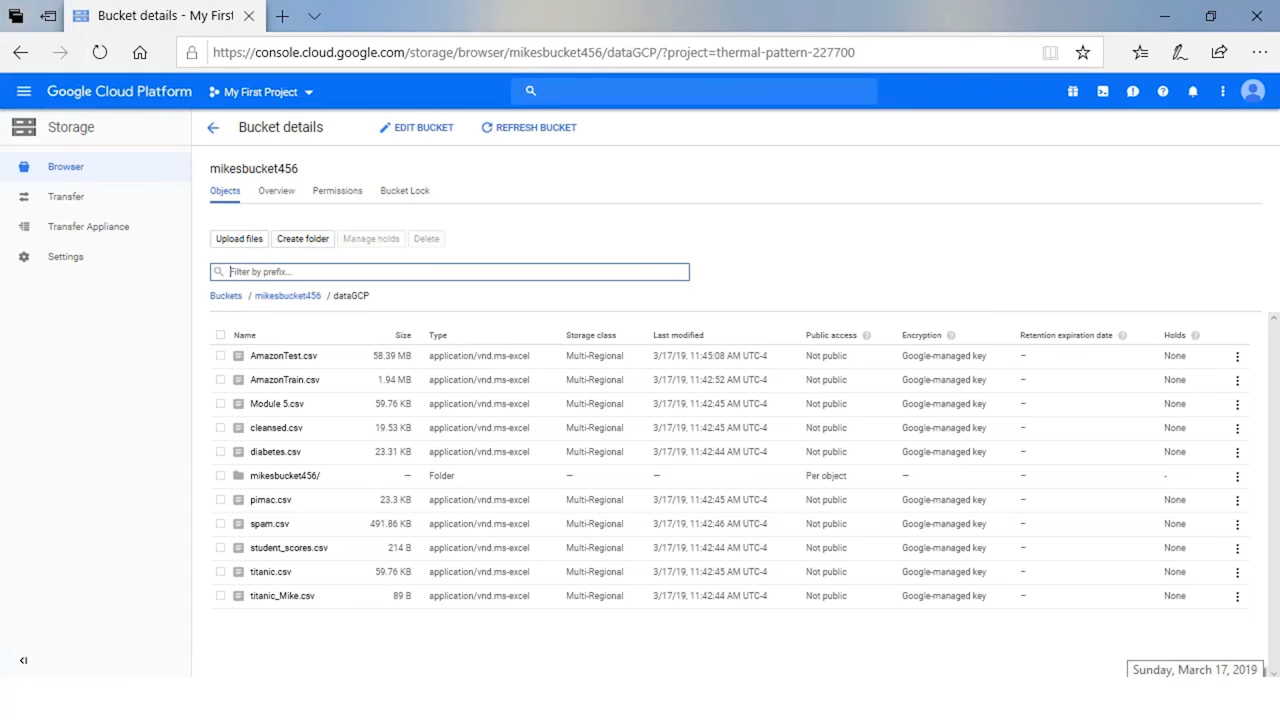 Bucket details - My First
https://console.cloud.google.com/storage/browser/mikesbucket456/dataGCP/?project=thermal-pattern-227700
Google Cloud Platform My First Project
Storage Bucket details EDIT BUCKET REFRESH BUCKET
Browser
Transfer
Transfer Appliance
Settings
mikesbucket456
Objects Overview Permissions Bucket Lock
Upload files Create folder Manage holds Delete
Filter by prefix...
Buckets / mikesbucket456 / dataGCP
Name Size Type Storage class Last modified Public access Encryption Retention expiration date Holds
AmazonTest.csv 58.39 MB application/vnd.ms-excel Multi-Regional 3/17/19, 11:45:08 AM UTC-4 Not public Google-managed key – None
AmazonTrain.csv 1.94 MB application/vnd.ms-excel Multi-Regional 3/17/19, 11:42:52 AM UTC-4 Not public Google-managed key – None
Module 5.csv 59.76 KB application/vnd.ms-excel Multi-Regional 3/17/19, 11:42:45 AM UTC-4 Not public Google-managed key – None
cleansed.csv 19.53 KB application/vnd.ms-excel Multi-Regional 3/17/19, 11:42:45 AM UTC-4 Not public Google-managed key – None
diabetes.csv 23.31 KB application/vnd.ms-excel Multi-Regional 3/17/19, 11:42:44 AM UTC-4 Not public Google-managed key – None
mikesbucket456/ – Folder – – Per object – – -
pimac.csv 23.3 KB application/vnd.ms-excel Multi-Regional 3/17/19, 11:42:45 AM UTC-4 Not public Google-managed key – None
spam.csv 491.86 KB application/vnd.ms-excel Multi-Regional 3/17/19, 11:42:46 AM UTC-4 Not public Google-managed key – None
student_scores.csv 214 B application/vnd.ms-excel Multi-Regional 3/17/19, 11:42:44 AM UTC-4 Not public Google-managed key – None
titanic.csv 59.76 KB application/vnd.ms-excel Multi-Regional 3/17/19, 11:42:45 AM UTC-4 Not public Google-managed key – None
titanic_Mike.csv 89 B application/vnd.ms-excel Multi-Regional 3/17/19, 11:42:44 AM UTC-4 Not public Google-managed key – None
Sunday, March 17, 2019